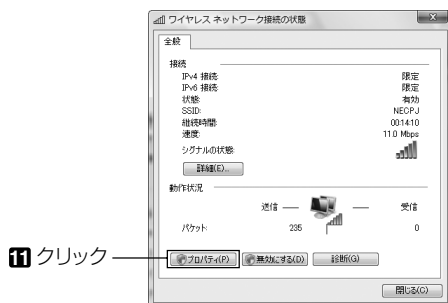 ワイヤレス ネットワーク接続の状態
全般
接続
IPv4 接続: 限定
IPv6 接続: 限定
状態: 有効
SSID: NECPJ
継続時間: 00:14:10
速度: 11.0 Mbps
シグナルの状態:
詳細(E)...
動作状況
送信 受信
パケット: 235 0
11 クリック
プロパティ(P) 無効にする(D) 診断(G)
閉じる(C)